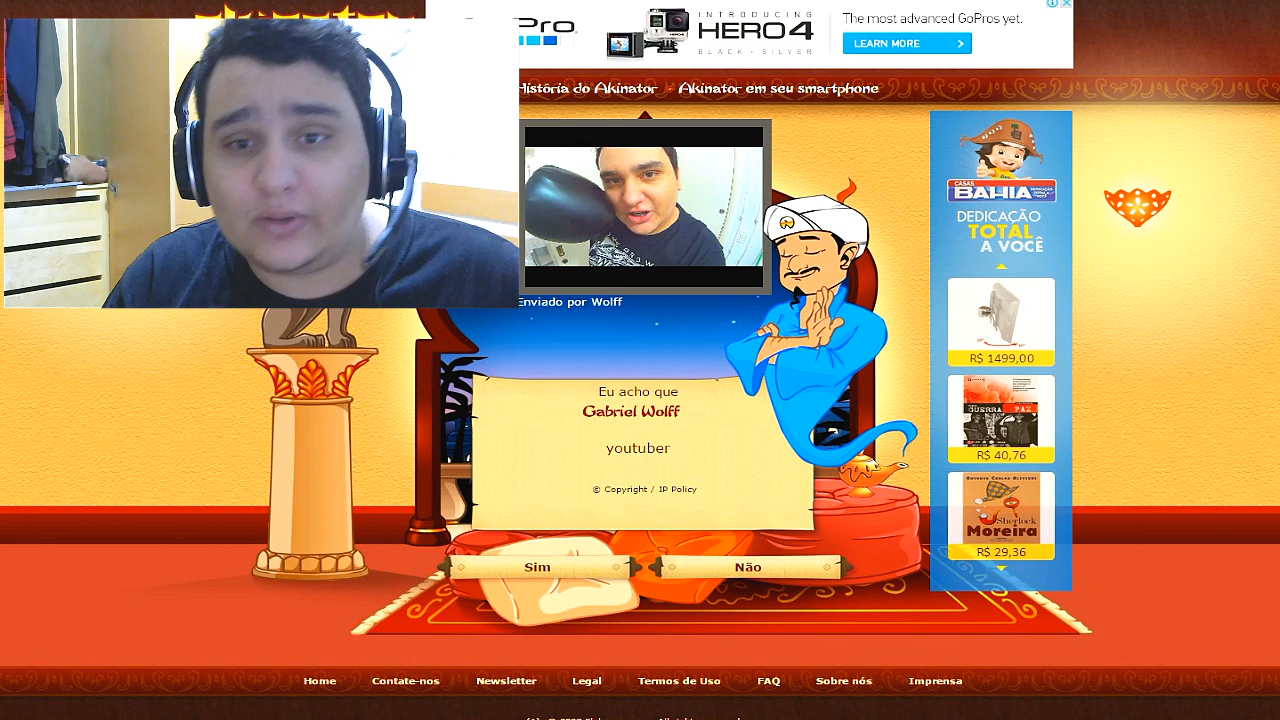 Pro
INTRODUCING
HERO4
BLACK + SILVER
The most advanced GoPros yet.
LEARN MORE
História do Akinator - Akinator em seu smartphone
CASAS
BAHIA
DEDICAÇÃO
TOTAL
A VOCÊ
R$ 1499,00
GUERRA PAZ
R$ 40,76
Sherlock
Moreira
R$ 29,36
Enviado por Wolff
Eu acho que
Gabriel Wolff
youtuber
© Copyright / IP Policy
Sim
Não
Home
Contate-nos
Newsletter
Legal
Termos de Uso
FAQ
Sobre nós
Imprensa